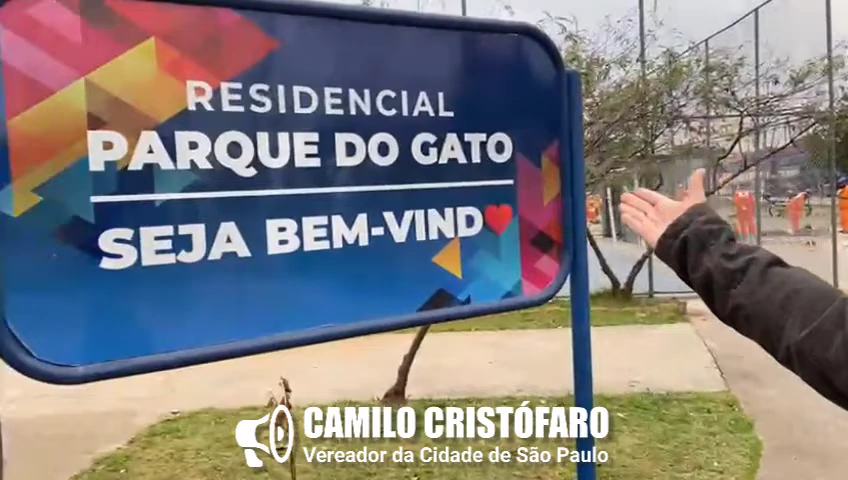 RESIDENCIAL
PARQUE DO GATO
SEJA BEM-VIND❤
CAMILO CRISTÓFARO
Vereador da Cidade de São Paulo